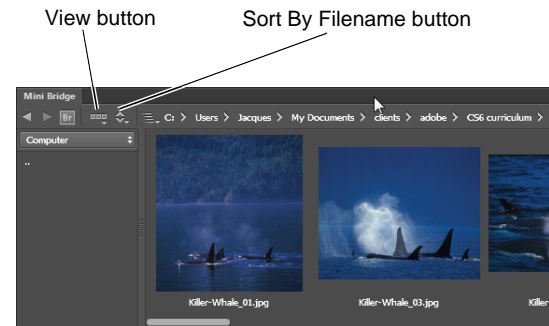 View button
Sort By Filename button
Mini Bridge
Br
C: > Users > Jacques > My Documents > clients > adobe > CS6 curriculum >
Computer
..
Killer-Whale_01.jpg
Killer-Whale_03.jpg
Killer